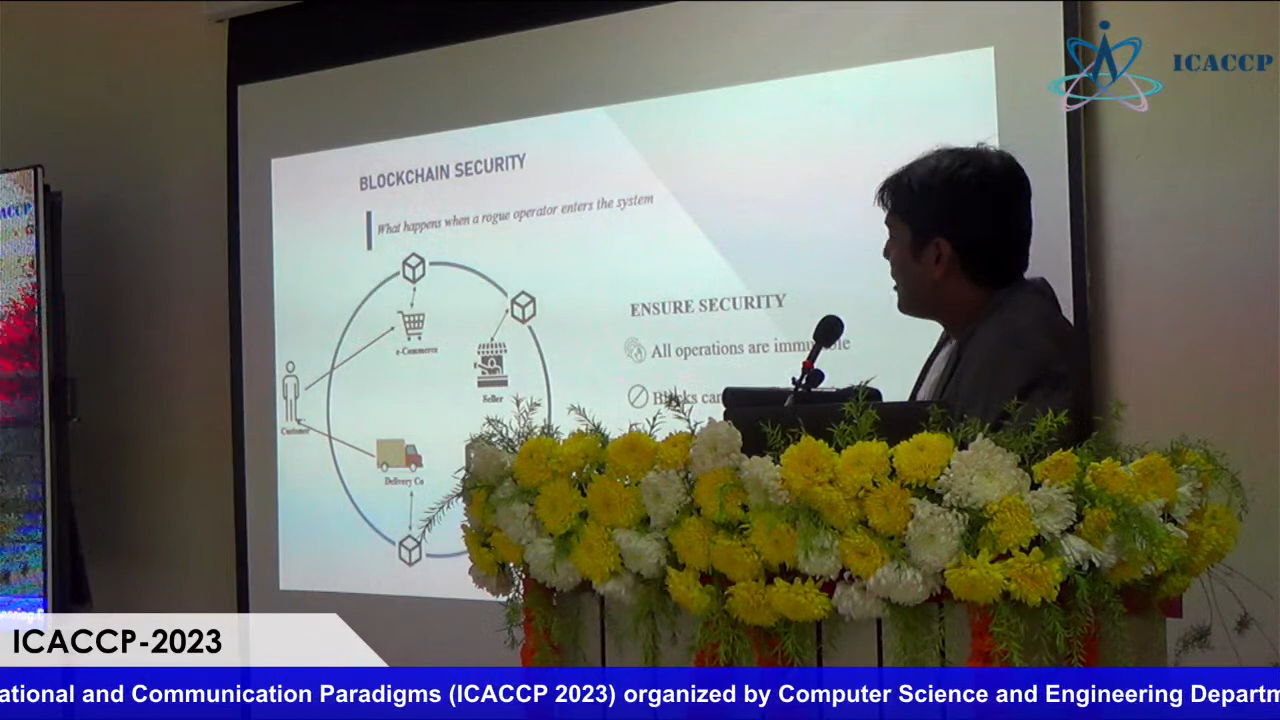 ICACCP
BLOCKCHAIN SECURITY
What happens when a rogue operator enters the system
ENSURE SECURITY
All operations are
e-Commerce
Seller
Customer
Delivery Co
ICACCP-2023
ational and Communication Paradigms (ICACCP 2023) organized by Computer Science and Engineering Departm